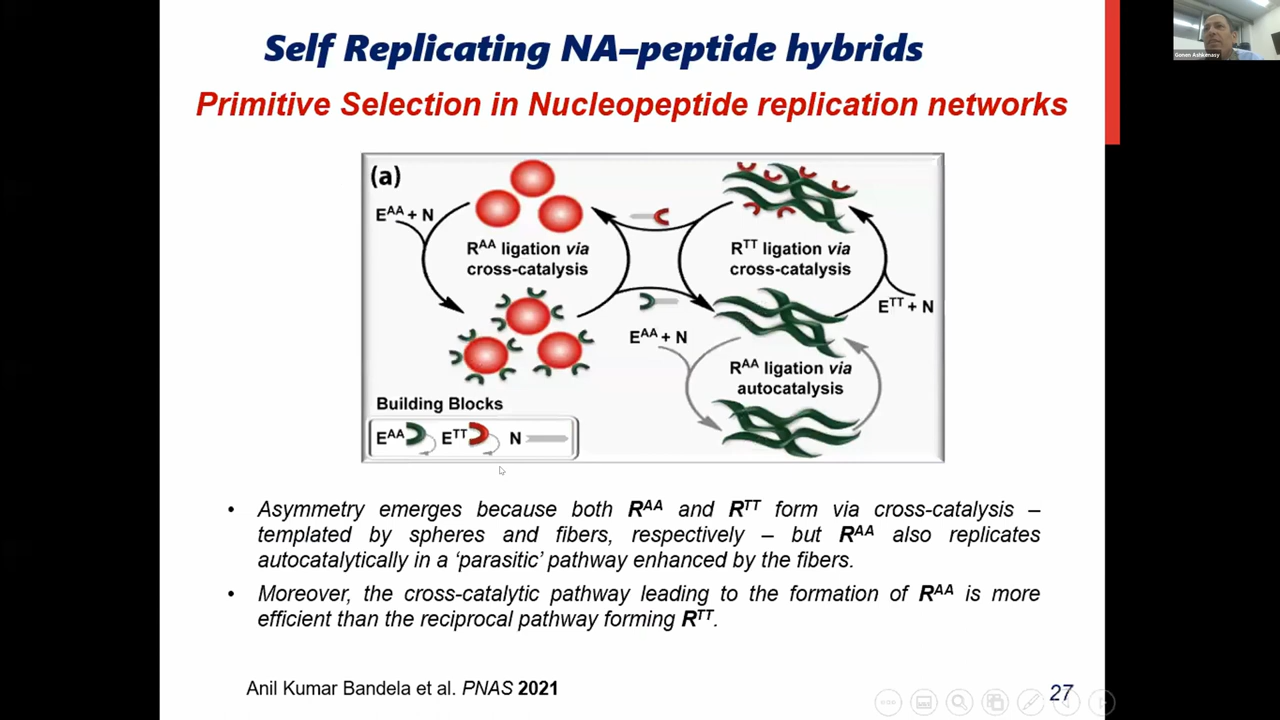 Self Replicating NA–peptide hybrids
Primitive Selection in Nucleopeptide replication networks
Gonen Ashkenasy
(a)
E^AA + N
R^AA ligation via
cross-catalysis
R^TT ligation via
cross-catalysis
E^TT + N
E^AA + N
R^AA ligation via
autocatalysis
Building Blocks
E^AA E^TT N
• Asymmetry emerges because both R^AA and R^TT form via cross-catalysis –
templated by spheres and fibers, respectively – but R^AA also replicates
autocatalytically in a ‘parasitic’ pathway enhanced by the fibers.
• Moreover, the cross-catalytic pathway leading to the formation of R^AA is more
efficient than the reciprocal pathway forming R^TT.
Anil Kumar Bandela et al. PNAS 2021
27